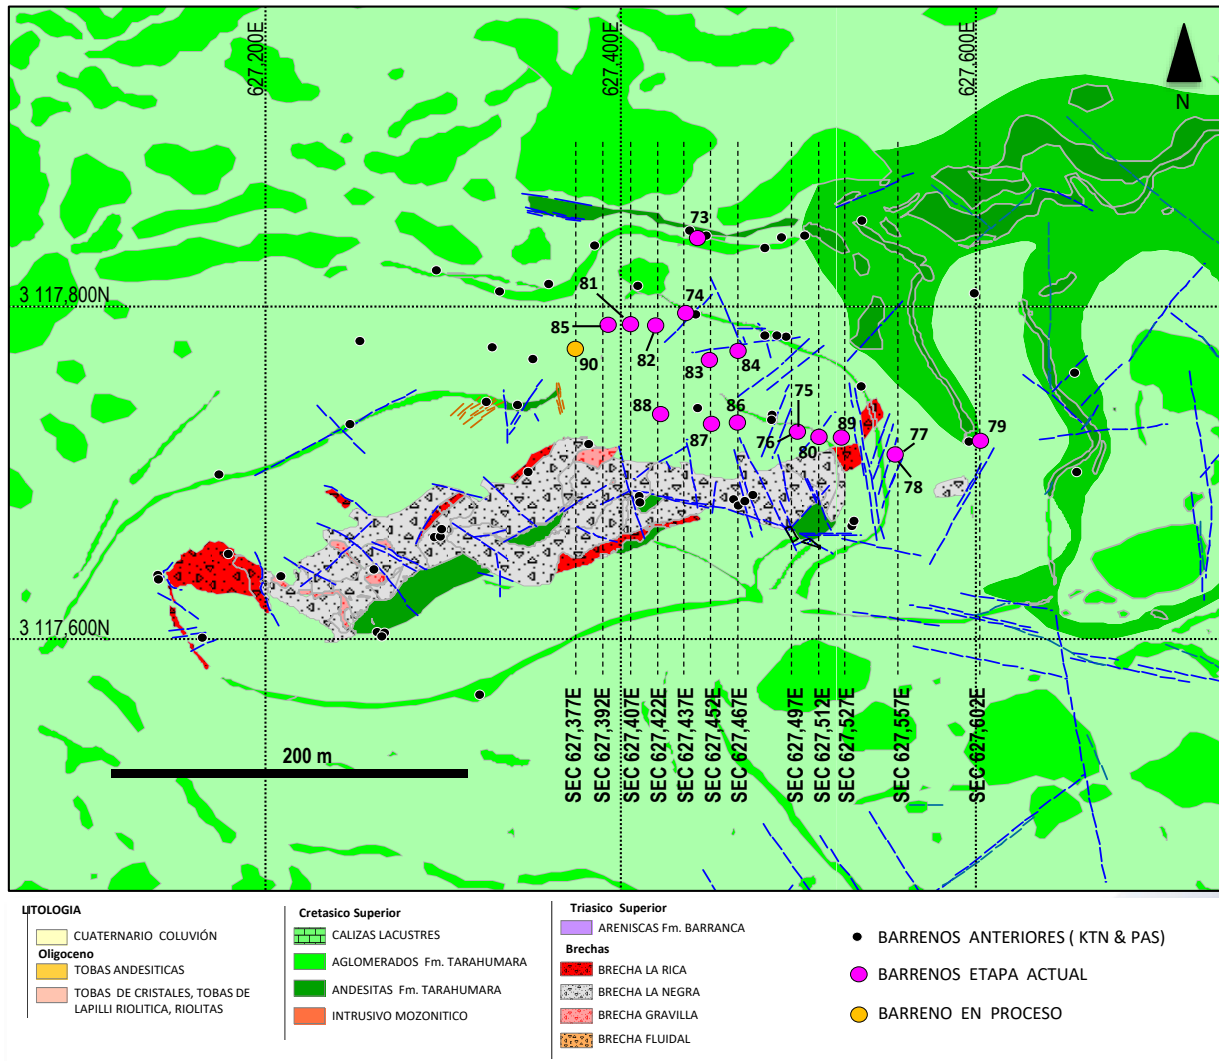 627,200E
627,400E
627,600E
N
73
3 117,800N
81
74
85
82
90
83
84
88
86
87
75
76
80
89
77
78
79
3 117,600N
SEC 627,377E
SEC 627,392E
SEC 627,407E
SEC 627,422E
SEC 627,437E
SEC 627,452E
SEC 627,467E
SEC 627,497E
SEC 627,512E
SEC 627,527E
SEC 627,557E
SEC 627,602E
200 m
LITOLOGIA
CUATERNARIO COLUVIÓN
Oligoceno
TOBAS ANDESITICAS
TOBAS DE CRISTALES, TOBAS DE
LAPILLI RIOLITICA, RIOLITAS
Cretasico Superior
CALIZAS LACUSTRES
AGLOMERADOS Fm. TARAHUMARA
ANDESITAS Fm. TARAHUMARA
INTRUSIVO MOZONITICO
Triasico Superior
ARENISCAS Fm. BARRANCA
Brechas
BRECHA LA RICA
BRECHA LA NEGRA
BRECHA GRAVILLA
BRECHA FLUIDAL
BARRENOS ANTERIORES ( KTN & PAS)
BARRENOS ETAPA ACTUAL
BARRENO EN PROCESO